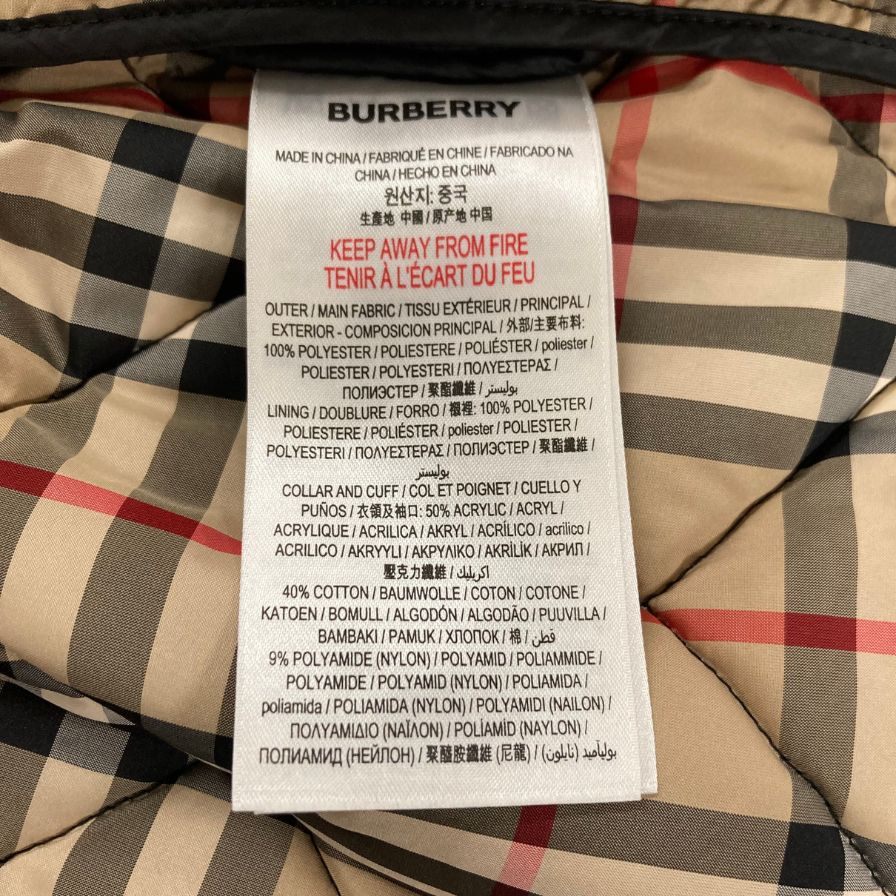 BURBERRY
MADE IN CHINA / FABRIQUÉ EN CHINE / FABRICADO NA
CHINA / HECHO EN CHINA
원산지: 중국
生產地 中國 / 原产地 中国
KEEP AWAY FROM FIRE
TENIR À L'ÉCART DU FEU
OUTER / MAIN FABRIC / TISSU EXTÉRIEUR / PRINCIPAL /
EXTERIOR - COMPOSICION PRINCIPAL / 外部/主要布料:
100% POLYESTER / POLIESTERE / POLIÉSTER / poliester /
POLIESTER / POLYESTERI / ΠΟΛΥΕΣΤΕΡΑΣ /
ПОЛИЭСТЕР / 聚酯纖維 / بوليستر
LINING / DOUBLURE / FORRO / 襯裡: 100% POLYESTER /
POLIESTERE / POLIÉSTER / poliester / POLIESTER /
POLYESTERI / ΠΟΛΥΕΣΤΕΡΑΣ / ПОЛИЭСТЕР / 聚酯纖維 /
بوليستر
COLLAR AND CUFF / COL ET POIGNET / CUELLO Y
PUÑOS / 衣領及袖口: 50% ACRYLIC / ACRYL /
ACRYLIQUE / ACRILICA / AKRYL / ACRÍLICO / acrilico /
ACRILICO / AKRYYLI / ΑΚΡΥΛΙΚΟ / AKRİLİK / АКРИЛ /
壓克力纖維 / اكريليك
40% COTTON / BAUMWOLLE / COTON / COTONE /
KATOEN / BOMULL / ALGODÓN / ALGODÃO / PUUVILLA /
ΒΑΜΒΑΚΙ / PAMUK / ХЛОПОК / 棉 / قطن
9% POLYAMIDE (NYLON) / POLYAMID / POLIAMMIDE /
POLYAMIDE / POLYAMID (NYLON) / POLIAMIDA /
poliamida / POLIAMIDA (NYLON) / POLYAMIDI (NAILON) /
ΠΟΛΥΑΜΙΔΙΟ (ΝΑΪΛΟΝ) / POLİAMİD (NAYLON) /
ПОЛИАМИД (НЕЙЛОН) / 聚醯胺纖維 (尼龍) / بولیآمید (نایلون)